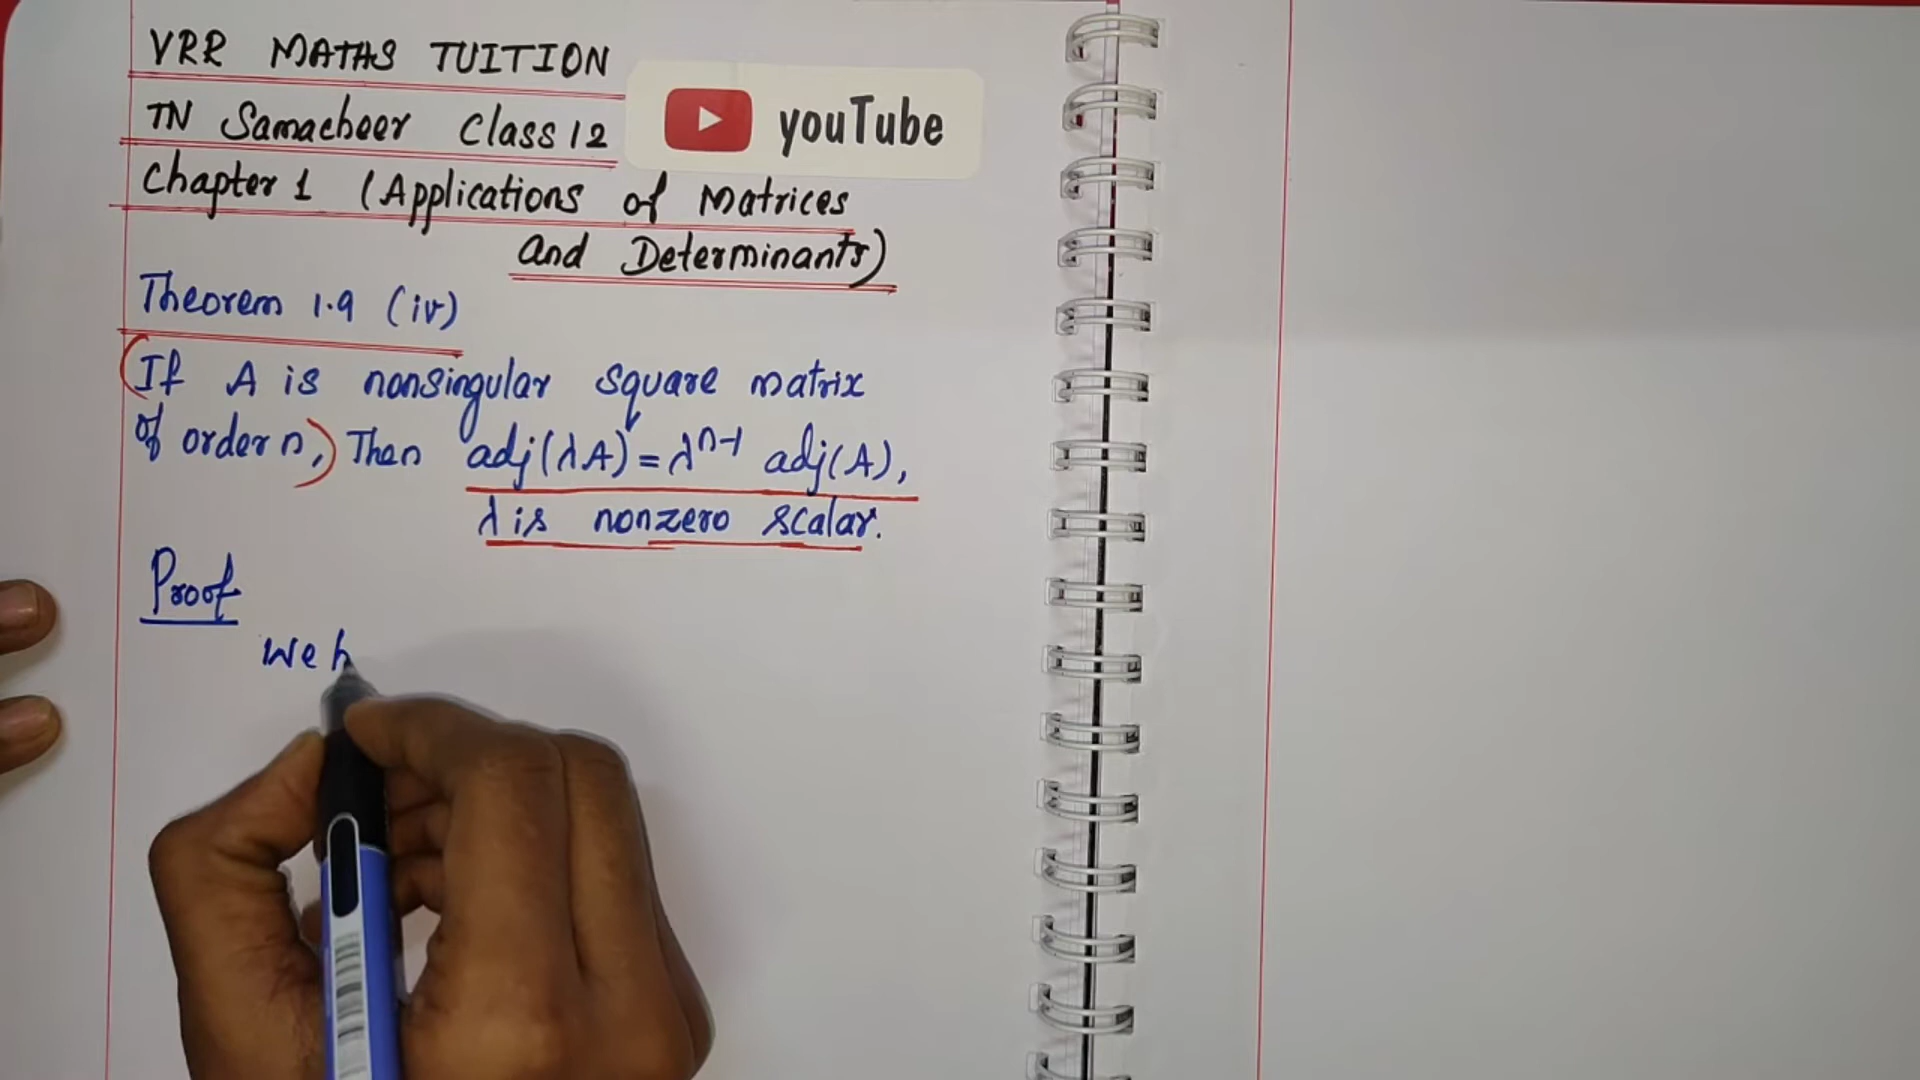 VRR MATHS TUITION
TN Samacheer Class 12
youTube
Chapter 1 (Applications of Matrices
and Determinants)
Theorem 1.9 (iv)
(If A is nonsingular square matrix
of order n,) Then adj(λA) = λⁿ⁻¹ adj(A),
λ is nonzero scalar.
Proof
We h